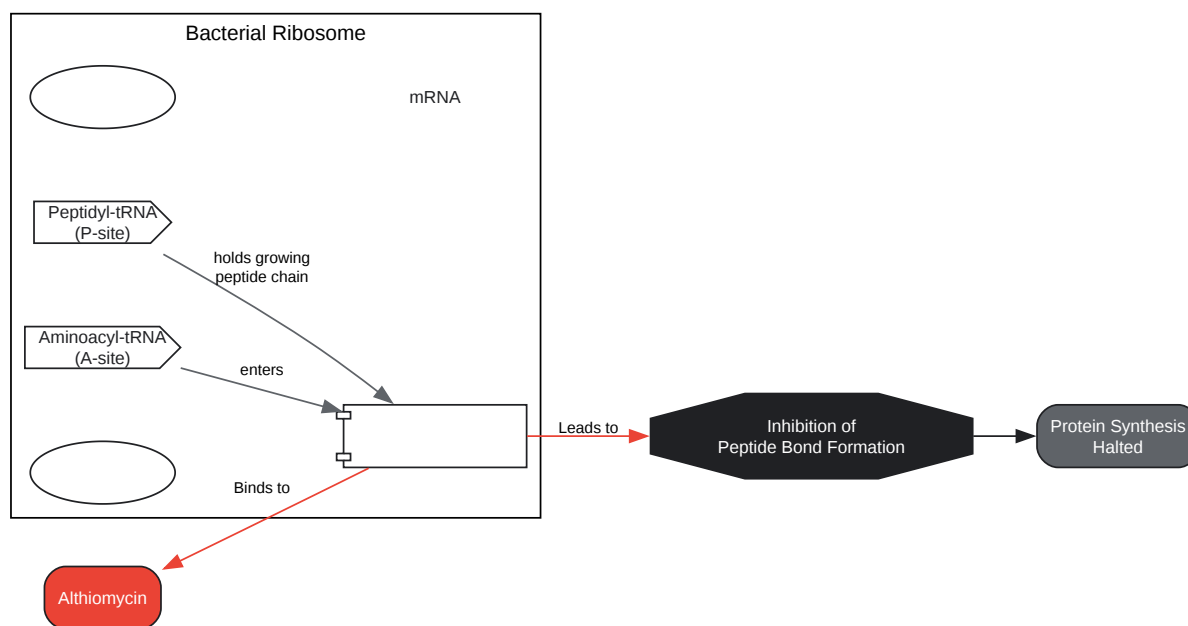 Bacterial Ribosome
mRNA
Peptidyl-tRNA
(P-site)
holds growing
peptide chain
Aminoacyl-tRNA
(A-site)
enters
Leads to
Inhibition of
Peptide Bond Formation
Protein Synthesis
Halted
Binds to
Althiomycin